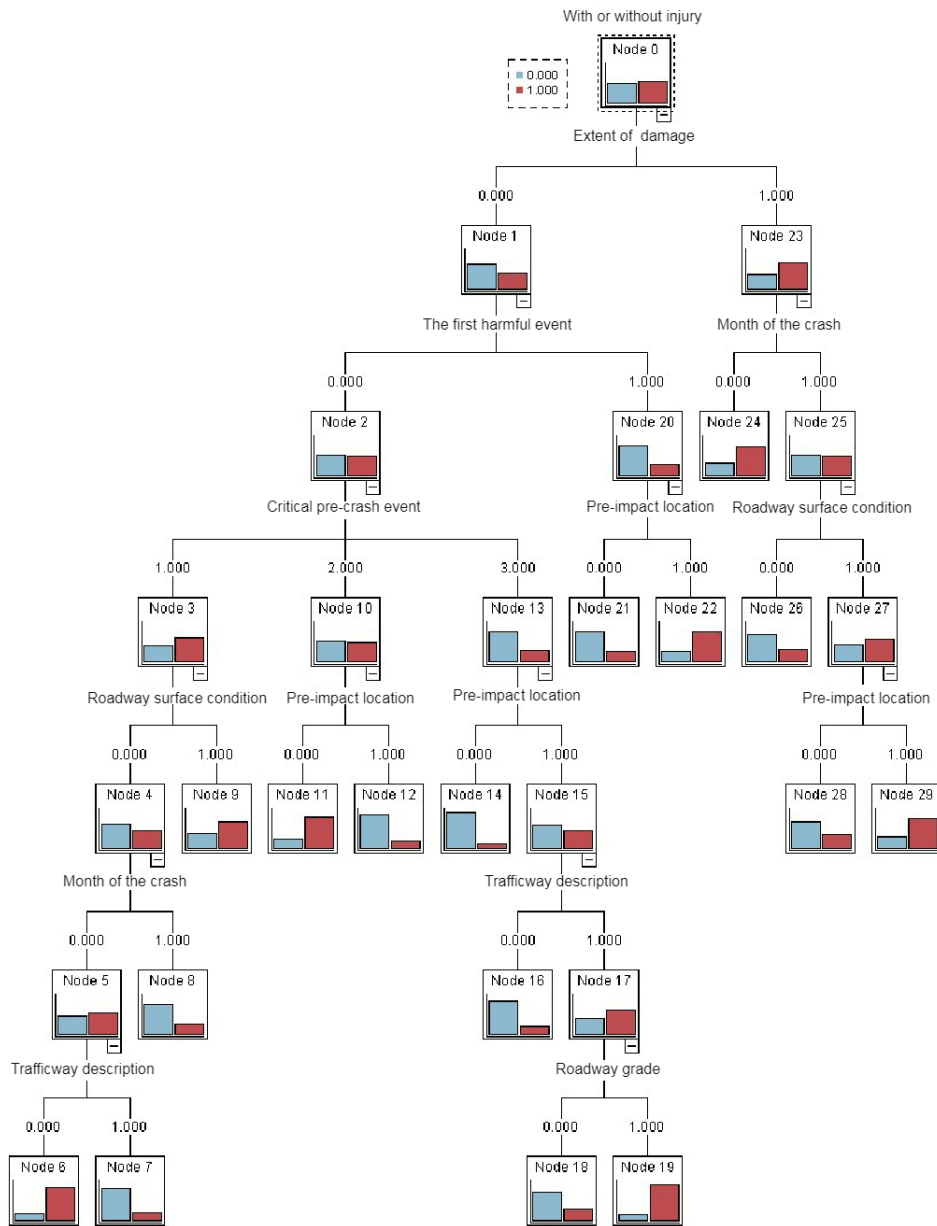 With or without injury
Node 0
0.000
1.000
Extent of damage
0.000 1.000
Node 1 Node 23
The first harmful event Month of the crash
0.000 1.000 0.000 1.000
Node 2 Node 20 Node 24 Node 25
Critical pre-crash event Pre-impact location Roadway surface condition
1.000 2.000 3.000 0.000 1.000 0.000 1.000
Node 3 Node 10 Node 13 Node 21 Node 22 Node 26 Node 27
Roadway surface condition Pre-impact location Pre-impact location Pre-impact location
0.000 1.000 0.000 1.000 0.000 1.000 0.000 1.000
Node 4 Node 9 Node 11 Node 12 Node 14 Node 15 Node 28 Node 29
Month of the crash Trafficway description
0.000 1.000 0.000 1.000
Node 5 Node 8 Node 16 Node 17
Trafficway description Roadway grade
0.000 1.000 0.000 1.000
Node 6 Node 7 Node 18 Node 19